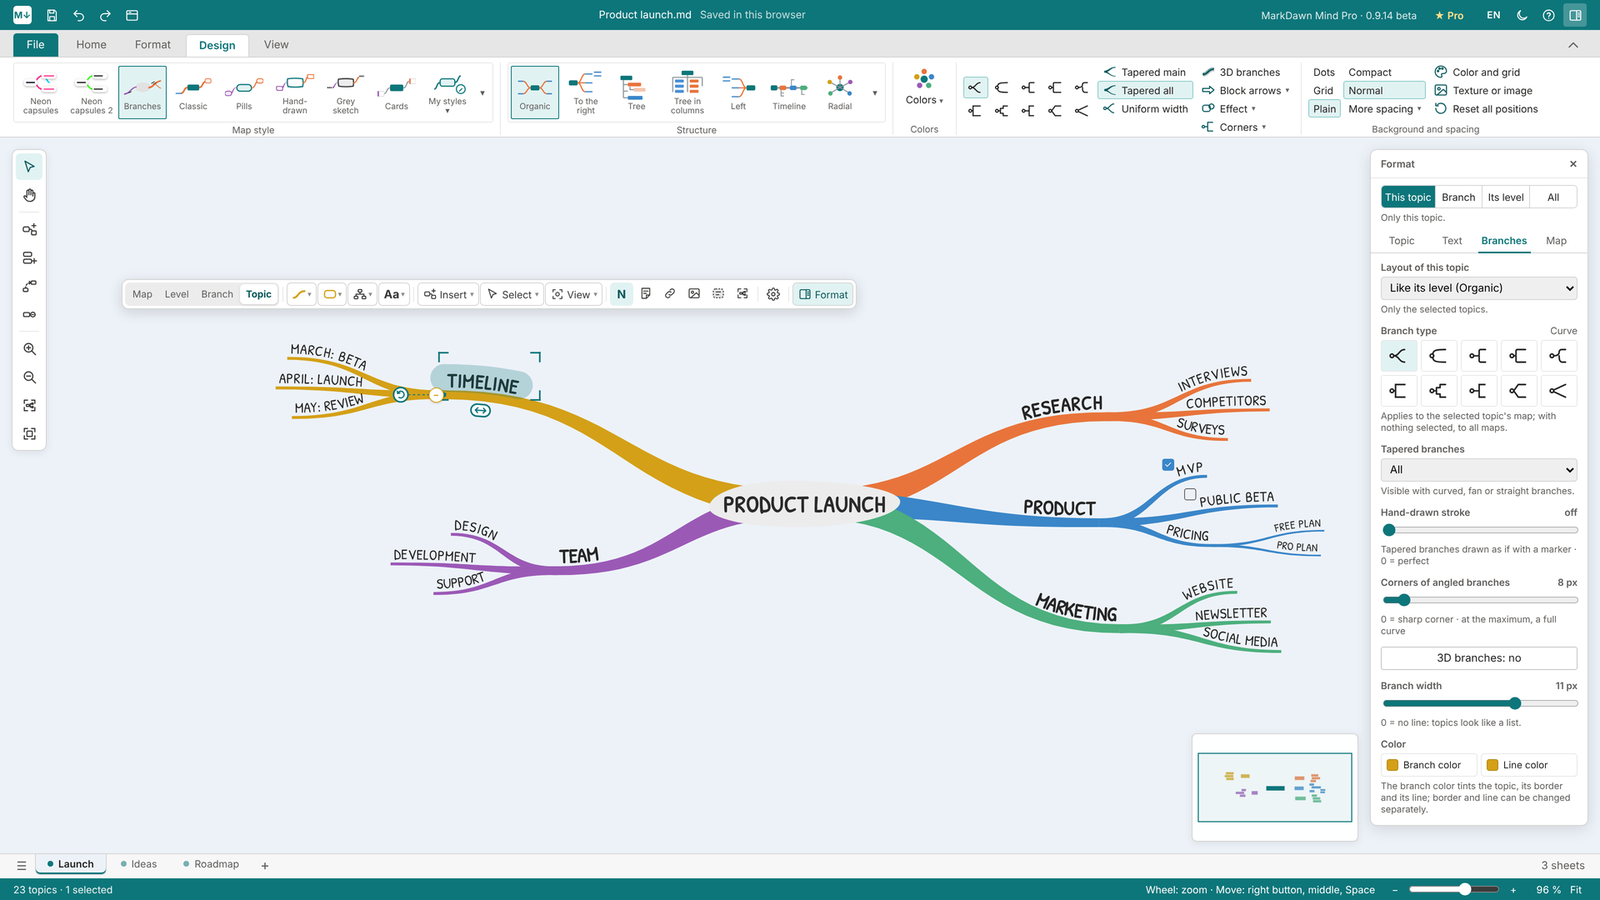 M↓
Product launch.md Saved in this browser
MarkDawn Mind Pro · 0.9.14 beta
★ Pro
EN
File
Home
Format
Design
View
Neon capsules
Neon capsules 2
Branches
Classic
Pills
Hand-drawn
Grey sketch
Cards
My styles
Map style
Organic
To the right
Tree
Tree in columns
Left
Timeline
Radial
Structure
Colors
Colors
Tapered main
Tapered all
Uniform width
3D branches
Block arrows
Effect
Corners
Dots
Compact
Grid
Normal
Plain
More spacing
Color and grid
Texture or image
Reset all positions
Background and spacing
Map
Level
Branch
Topic
Aa
Insert
Select
View
N
Format
MARCH: BETA
APRIL: LAUNCH
MAY: REVIEW
TIMELINE
PRODUCT LAUNCH
DESIGN
DEVELOPMENT
SUPPORT
TEAM
RESEARCH
INTERVIEWS
COMPETITORS
SURVEYS
PRODUCT
MVP
PUBLIC BETA
PRICING
FREE PLAN
PRO PLAN
MARKETING
WEBSITE
NEWSLETTER
SOCIAL MEDIA
Format
This topic
Branch
Its level
All
Only this topic.
Topic
Text
Branches
Map
Layout of this topic
Like its level (Organic)
Only the selected topics.
Branch type
Curve
Applies to the selected topic's map; with
nothing selected, to all maps.
Tapered branches
All
Visible with curved, fan or straight branches.
Hand-drawn stroke
off
Tapered branches drawn as if with a marker ·
0 = perfect
Corners of angled branches
8 px
0 = sharp corner · at the maximum, a full
curve
3D branches: no
Branch width
11 px
0 = no line: topics look like a list.
Color
Branch color
Line color
The branch color tints the topic, its border
and its line; border and line can be changed
separately.
Launch
Ideas
Roadmap
+
3 sheets
23 topics · 1 selected
Wheel: zoom · Move: right button, middle, Space
−
+
96 %
Fit